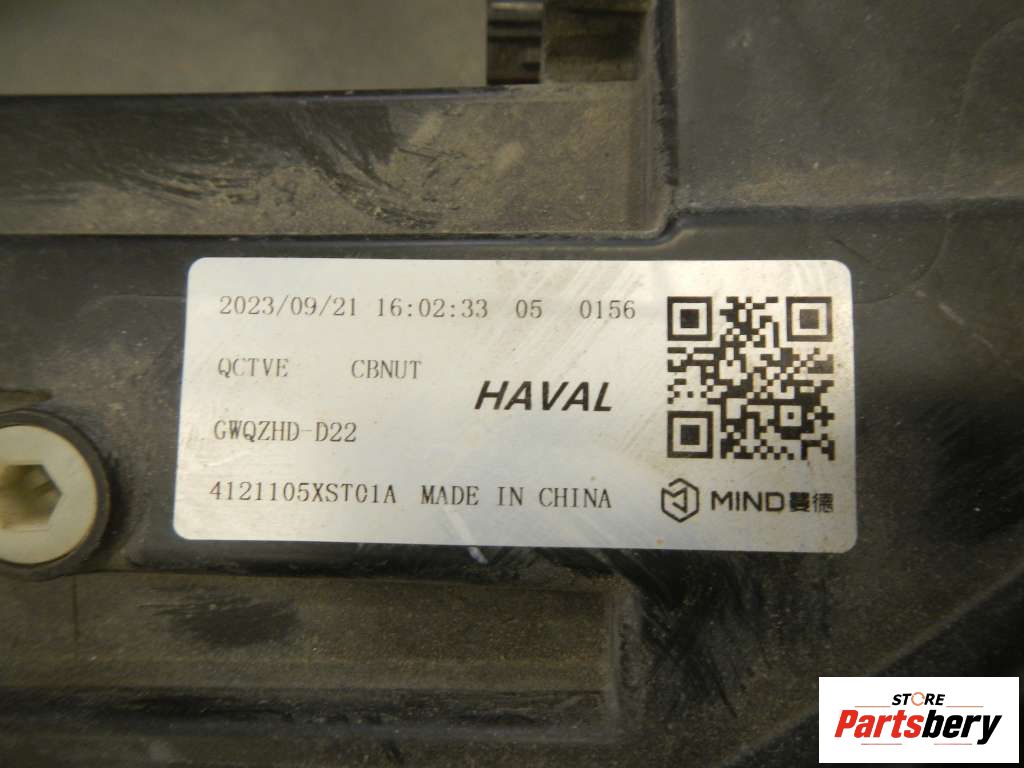 2023/09/21 16:02:33 05 0156
QCTVE CBNUT
HAVAL
GWQZHD-D22
4121105XST01A MADE IN CHINA
MIND曼德
STORE
Partsbery